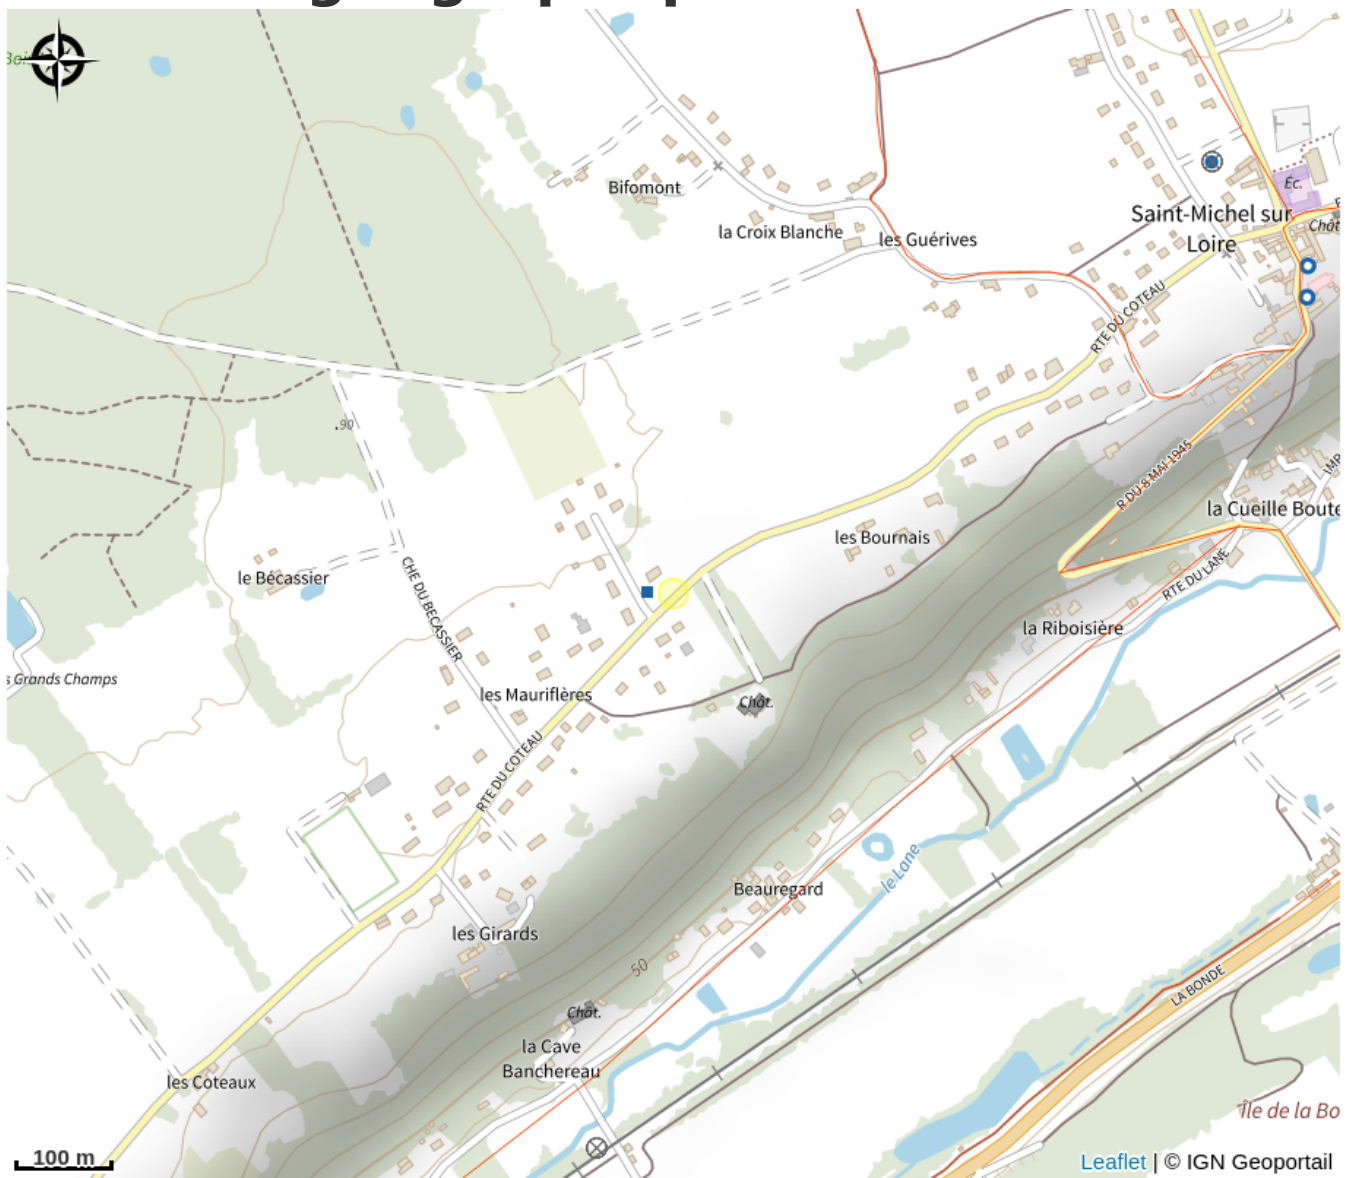 Éc.
Saint-Michel sur
Loire
Chât
Bifomont
la Croix Blanche
les Guérives
RTE DU COTEAU
.90
R DU 8 MAI 1945
IMP
la Cueille Boute
les Bournais
le Bécassier
CHE DU BECASSIER
RTE DU LANE
la Riboisière
s Grands Champs
les Mauriflères
Chât.
RTE DU COTEAU
le Lane
Beauregard
les Girards
50
LA BONDE
Chât.
la Cave
Banchereau
les Coteaux
Île de la Bo
100 m
Leaflet | © IGN Geoportail